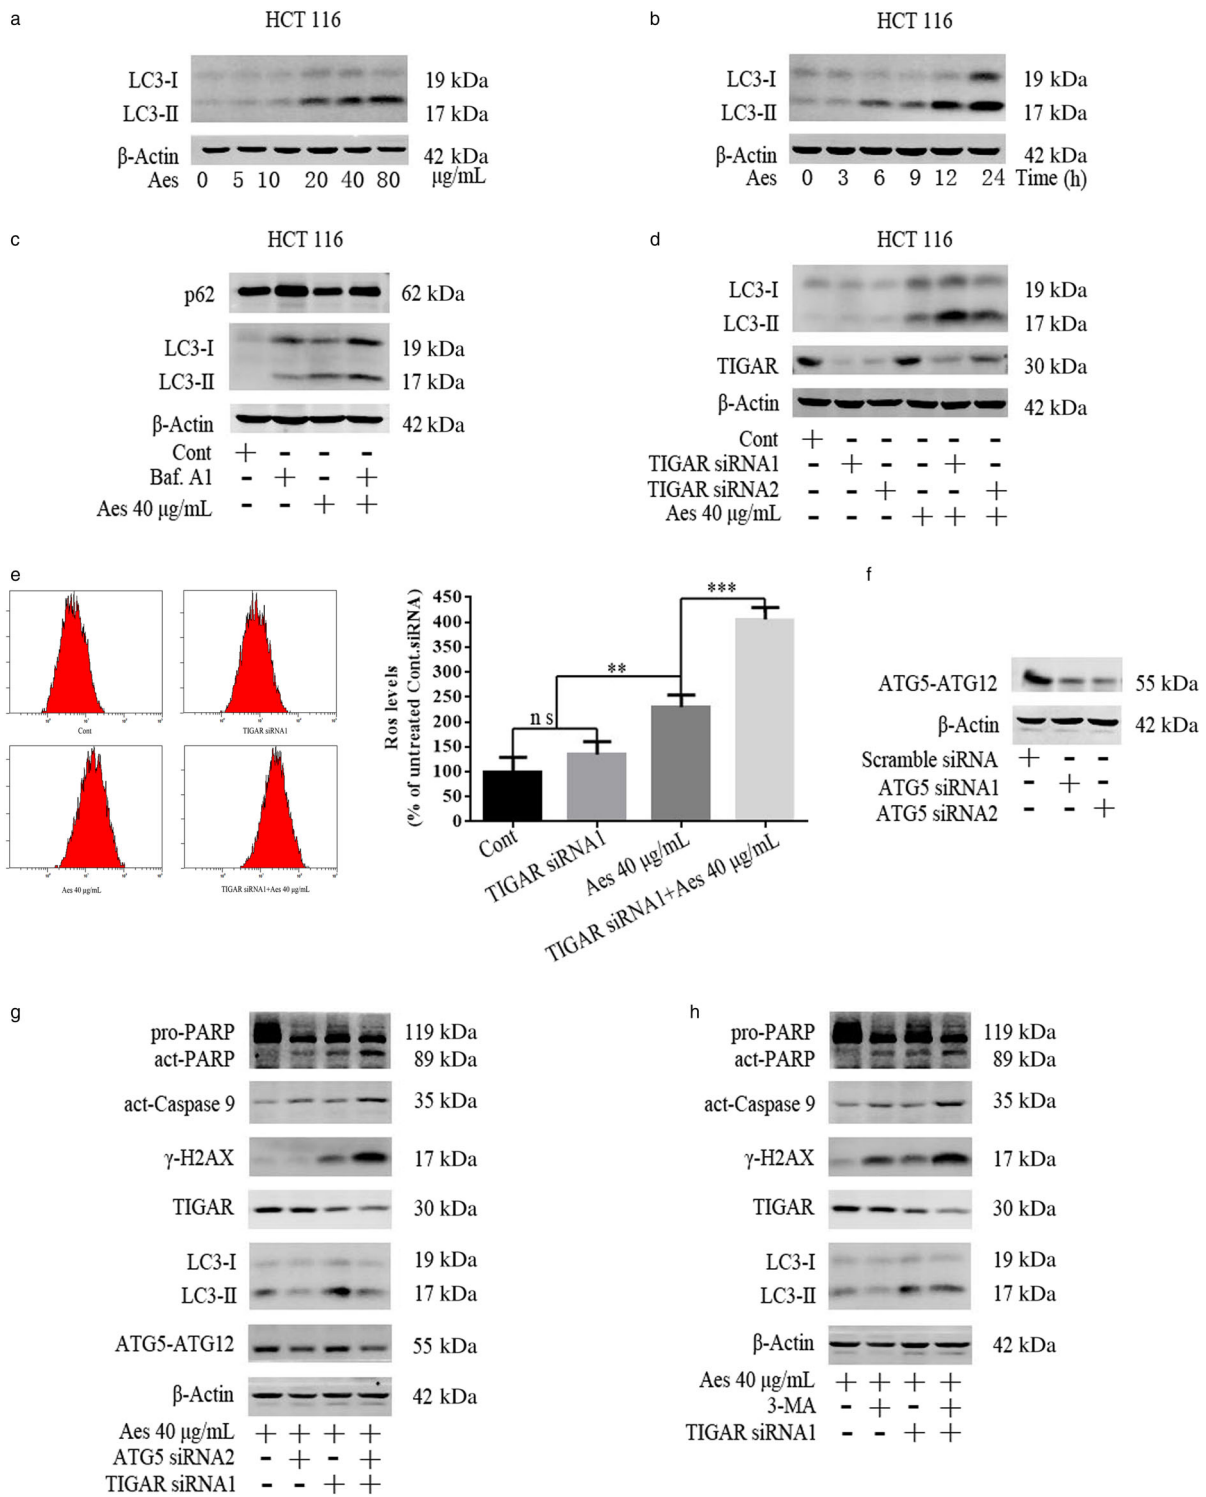 a
HCT 116
LC3-I 19 kDa
LC3-II 17 kDa
β-Actin 42 kDa
Aes 0 5 10 20 40 80 μg/mL
b
HCT 116
LC3-I 19 kDa
LC3-II 17 kDa
β-Actin 42 kDa
Aes 0 3 6 9 12 24 Time (h)
c
HCT 116
p62 62 kDa
LC3-I 19 kDa
LC3-II 17 kDa
β-Actin 42 kDa
Cont + - - -
Baf. A1 - + - +
Aes 40 μg/mL - - + +
d
HCT 116
LC3-I 19 kDa
LC3-II 17 kDa
TIGAR 30 kDa
β-Actin 42 kDa
Cont + - - - - -
TIGAR siRNA1 - + - - + -
TIGAR siRNA2 - - + - - +
Aes 40 μg/mL - - - + + +
e
Cont
TIGAR siRNA1
Aes 40 μg/mL
TIGAR siRNA1+Aes 40 μg/mL
Ros levels
(% of untreated Cont.siRNA)
450
400
350
300
250
200
150
100
50
0
n s
**
***
Cont
TIGAR siRNA1
Aes 40 μg/mL
TIGAR siRNA1+Aes 40 μg/mL
f
ATG5-ATG12 55 kDa
β-Actin 42 kDa
Scramble siRNA + - -
ATG5 siRNA1 - + -
ATG5 siRNA2 - - +
g
pro-PARP 119 kDa
act-PARP 89 kDa
act-Caspase 9 35 kDa
γ-H2AX 17 kDa
TIGAR 30 kDa
LC3-I 19 kDa
LC3-II 17 kDa
ATG5-ATG12 55 kDa
β-Actin 42 kDa
Aes 40 μg/mL + + + +
ATG5 siRNA2 - + - +
TIGAR siRNA1 - - + +
h
pro-PARP 119 kDa
act-PARP 89 kDa
act-Caspase 9 35 kDa
γ-H2AX 17 kDa
TIGAR 30 kDa
LC3-I 19 kDa
LC3-II 17 kDa
β-Actin 42 kDa
Aes 40 μg/mL + + + +
3-MA - + - +
TIGAR siRNA1 - - + +